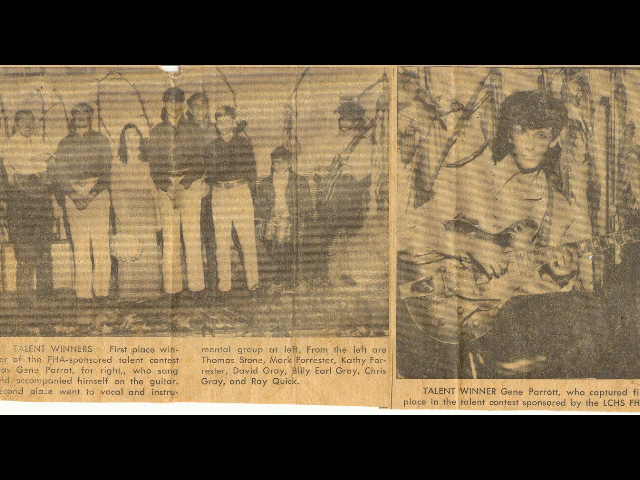 TALENT WINNERS — First place win-
er of the FHA-sponsored talent contest
as Gene Parrot, far right,, who sang
nd accompanied himself on the guitar.
econd place went to vocal and instru-
mental group at left. From the left are
Thomas Stone, Mark Forrester, Kathy For-
rester, David Gray, Billy Earl Gray, Chris
Gray, and Ray Quick.
TALENT WINNER Gene Parrott, who captured fi
place in the talent contest sponsored by the LCHS FH